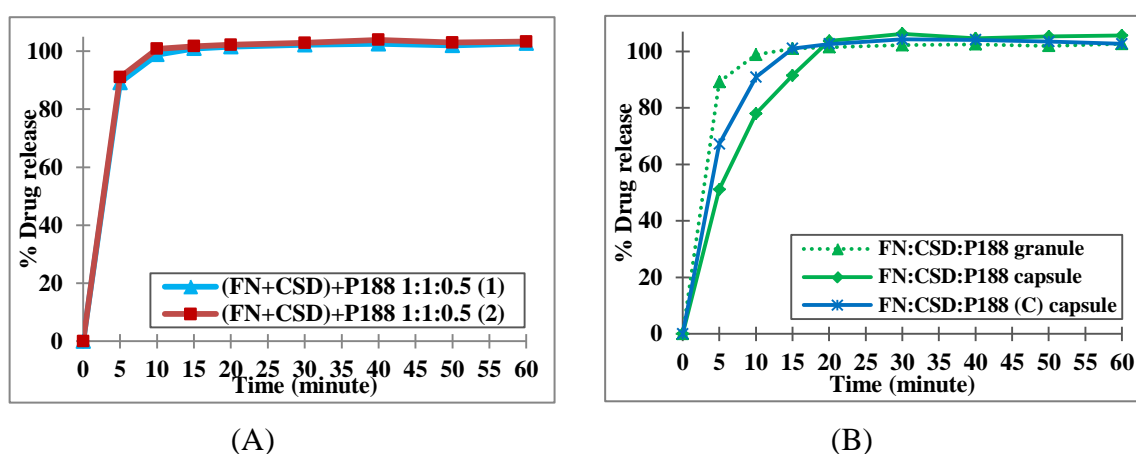 % Drug release
100
80
60
40
20
0
(FN+CSD)+P188 1:1:0.5 (1)
(FN+CSD)+P188 1:1:0.5 (2)
0 5 10 15 20 25 30 35 40 45 50 55 60
Time (minute)
(A)
% Drug release
100
80
60
40
20
0
FN:CSD:P188 granule
FN:CSD:P188 capsule
FN:CSD:P188 (C) capsule
0 5 10 15 20 25 30 35 40 45 50 55 60
Time (minute)
(B)